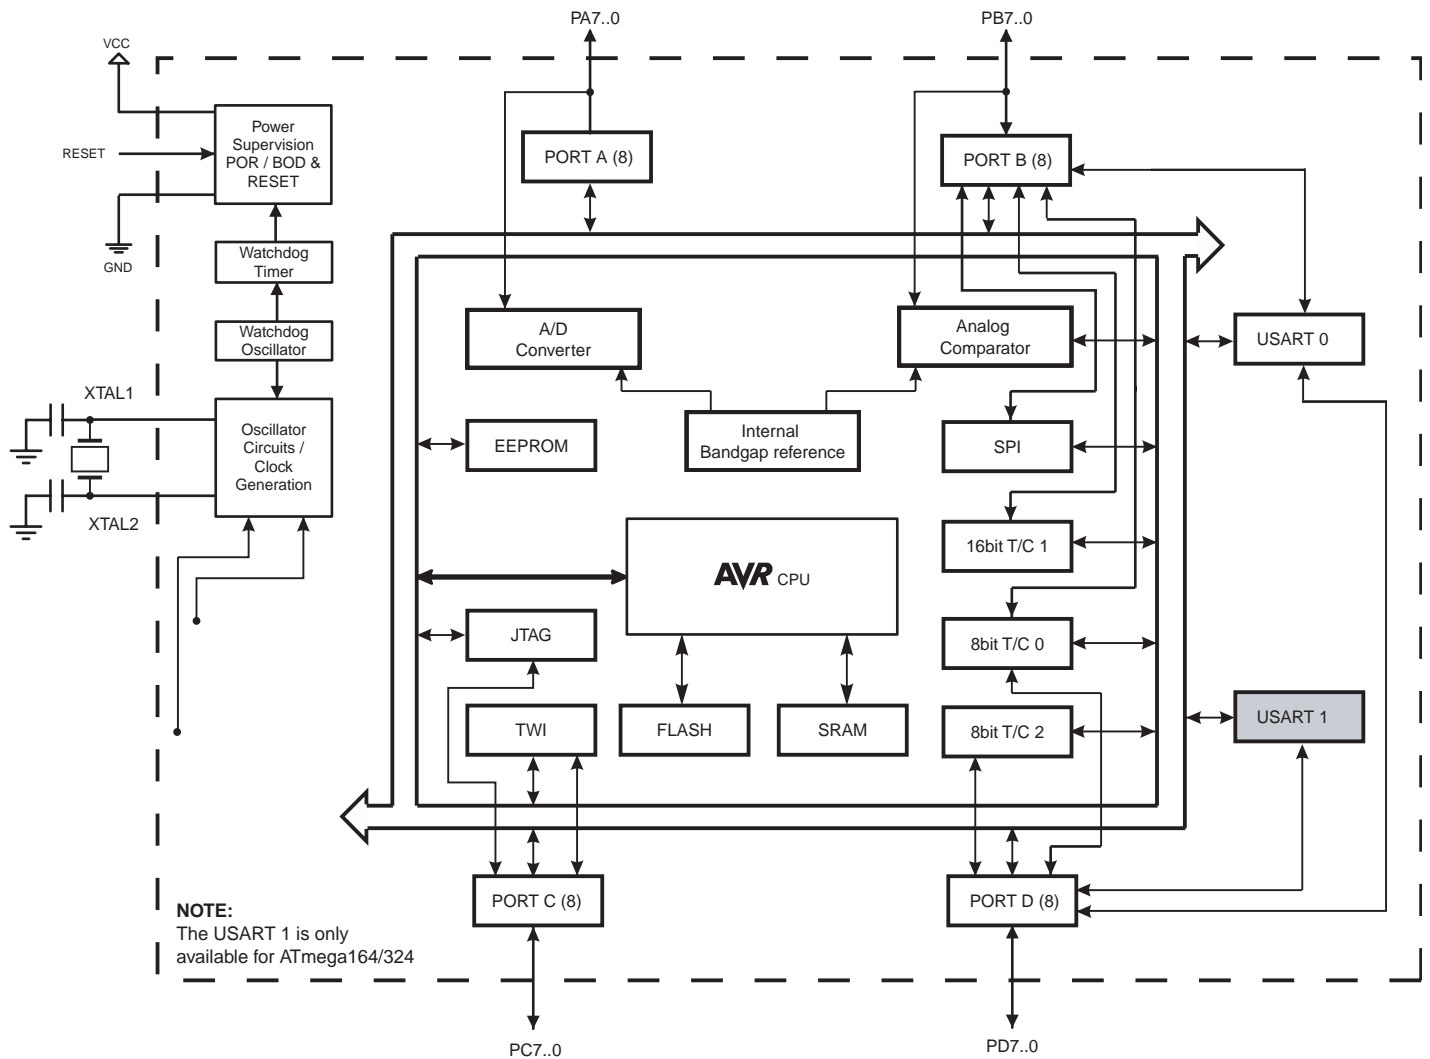 PA7..0
PB7..0
VCC
RESET
GND
Power
Supervision
POR / BOD &
RESET
PORT A (8)
PORT B (8)
Watchdog
Timer
Watchdog
Oscillator
A/D
Converter
Analog
Comparator
USART 0
XTAL1
XTAL2
Oscillator
Circuits /
Clock
Generation
EEPROM
Internal
Bandgap reference
SPI
AVR CPU
16bit T/C 1
JTAG
8bit T/C 0
TWI
FLASH
SRAM
8bit T/C 2
USART 1
PORT C (8)
PORT D (8)
NOTE:
The USART 1 is only
available for ATmega164/324
PC7..0
PD7..0